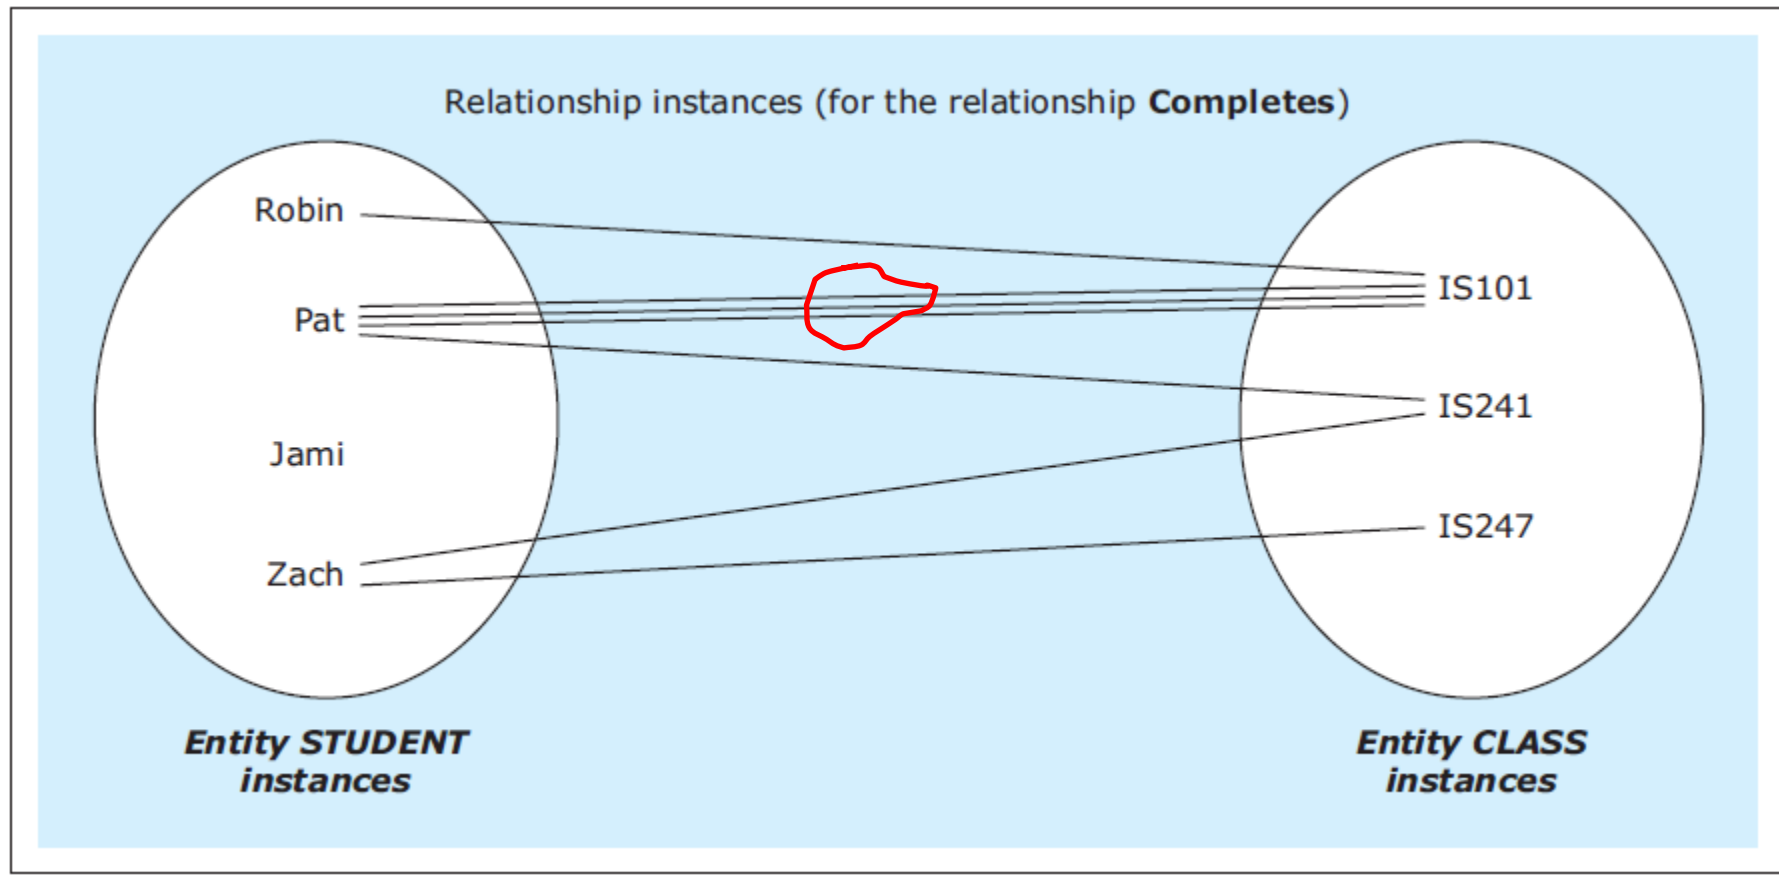 Relationship instances (for the relationship Completes)
Robin
Pat
Jami
Zach
IS101
IS241
IS247
Entity STUDENT
instances
Entity CLASS
instances